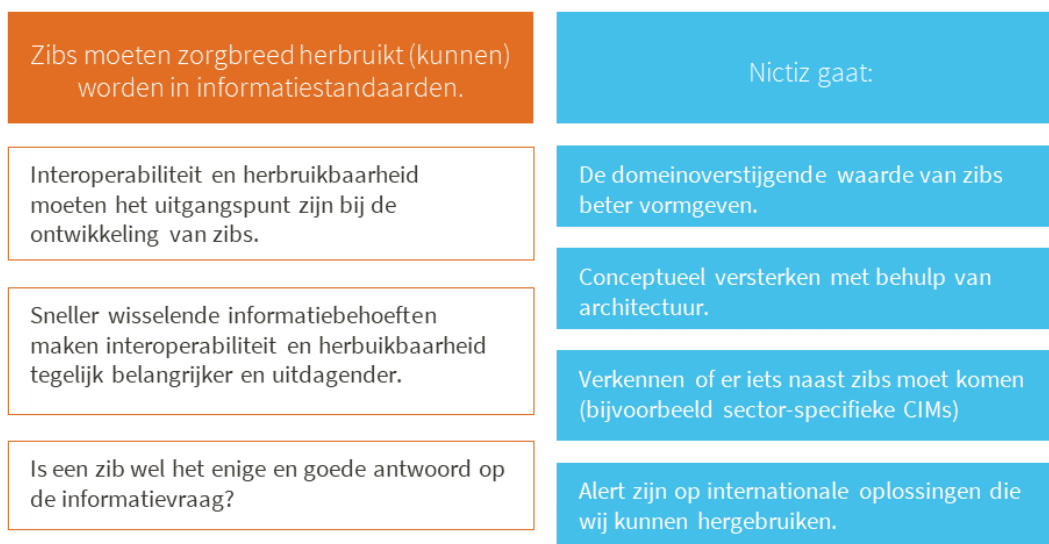 Zibs moeten zorgbreed herbruikt (kunnen)
worden in informatiestandaarden.
Interoperabiliteit en herbruikbaarheid
moeten het uitgangspunt zijn bij de
ontwikkeling van zibs.
Sneller wisselende informatiebehoeften
maken interoperabiliteit en herbuikbaarheid
tegelijk belangrijker en uitdagender.
Is een zib wel het enige en goede antwoord op
de informatievraag?
Nictiz gaat:
De domeinoverstijgende waarde van zibs
beter vormgeven.
Conceptueel versterken met behulp van
architectuur.
Verkennen of er iets naast zibs moet komen
(bijvoorbeeld sector-specifieke CIMs)
Alert zijn op internationale oplossingen die
wij kunnen hergebruiken.